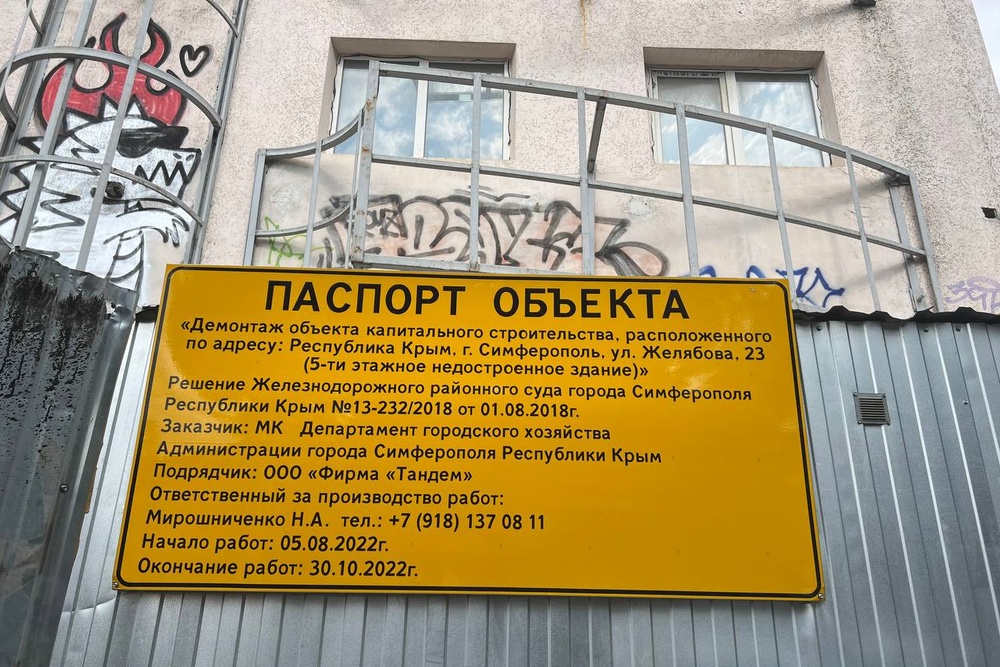 ПАСПОРТ ОБЪЕКТА
«Демонтаж объекта капитального строительства, расположенного
по адресу: Республика Крым, г. Симферополь, ул. Желябова, 23
(5-ти этажное недостроенное здание)»
Решение Железнодорожного районного суда города Симферополя
Республики Крым №13-232/2018 от 01.08.2018г.
Заказчик: МК Департамент городского хозяйства
Администрации города Симферополя Республики Крым
Подрядчик: ООО «Фирма «Тандем»
Ответственный за производство работ:
Мирошниченко Н.А. тел.: +7 (918) 137 08 11
Начало работ: 05.08.2022г.
Окончание работ: 30.10.2022г.